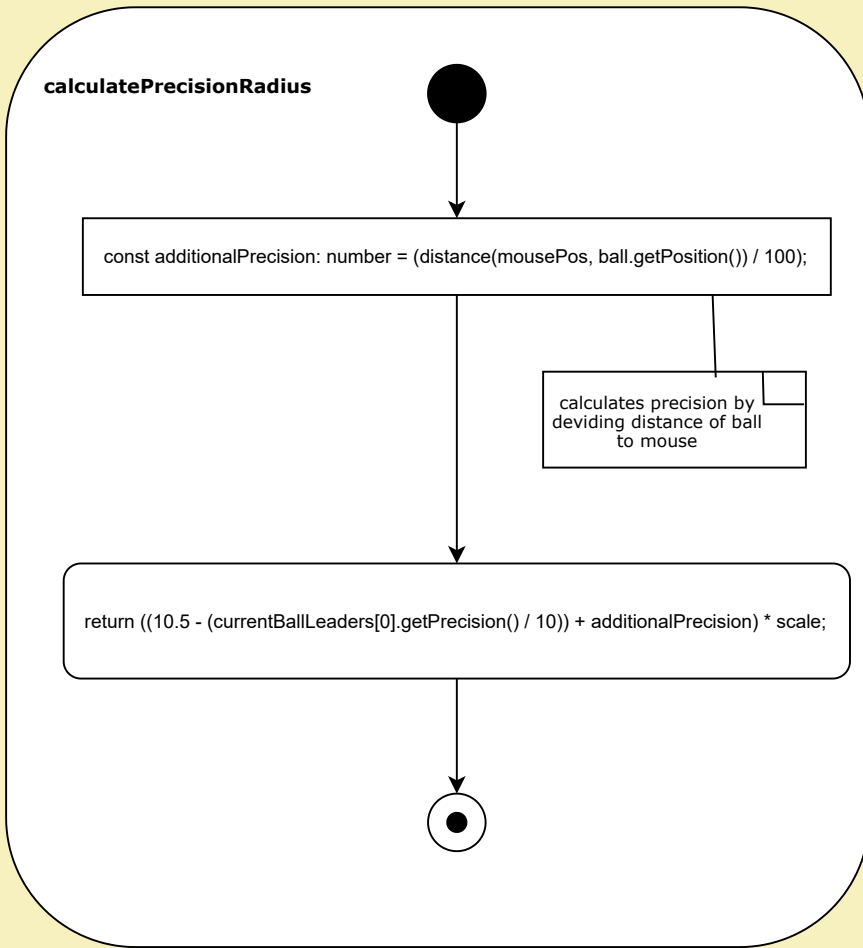 calculatePrecisionRadius
const additionalPrecision: number = (distance(mousePos, ball.getPosition()) / 100);
calculates precision by
deviding distance of ball
to mouse
return ((10.5 - (currentBallLeaders[0].getPrecision() / 10)) + additionalPrecision) * scale;